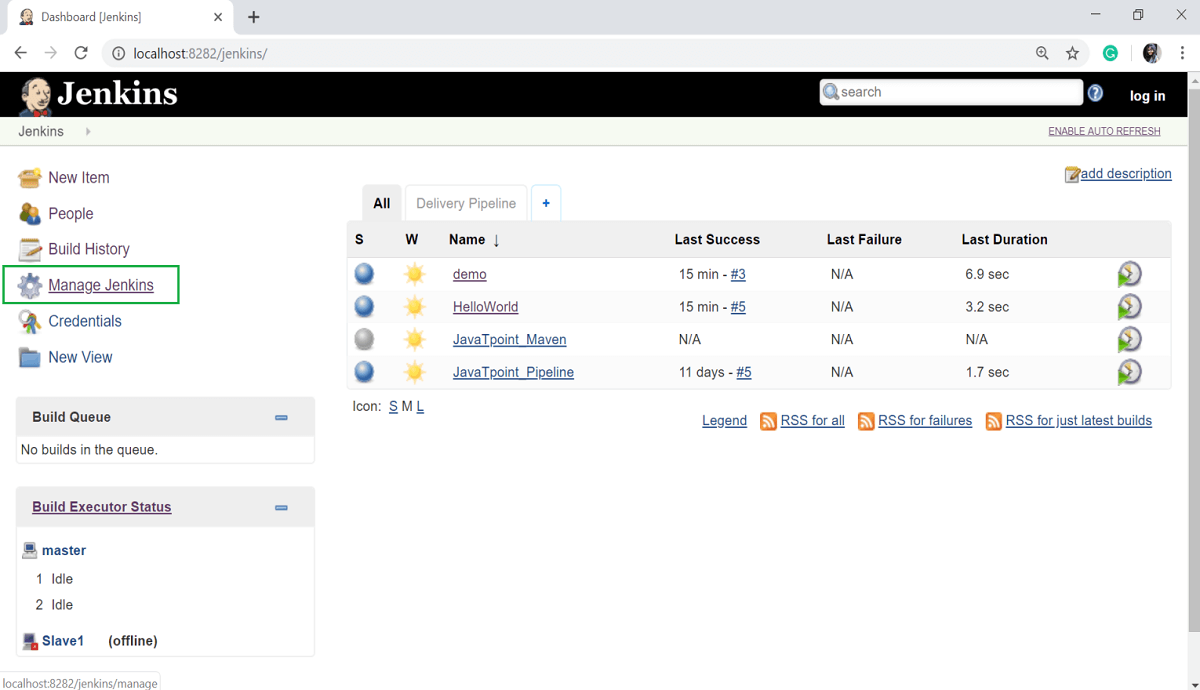 Dashboard [Jenkins]
localhost:8282/jenkins/
Jenkins
search
log in
Jenkins
ENABLE AUTO REFRESH
New Item
People
Build History
Manage Jenkins
Credentials
New View
add description
All Delivery Pipeline +
S W Name ↓ Last Success Last Failure Last Duration
demo 15 min - #3 N/A 6.9 sec
HelloWorld 15 min - #5 N/A 3.2 sec
JavaTpoint_Maven N/A N/A N/A
JavaTpoint_Pipeline 11 days - #5 N/A 1.7 sec
Icon: S M L
Legend RSS for all RSS for failures RSS for just latest builds
Build Queue
No builds in the queue.
Build Executor Status
master
1 Idle
2 Idle
Slave1 (offline)
localhost:8282/jenkins/manage